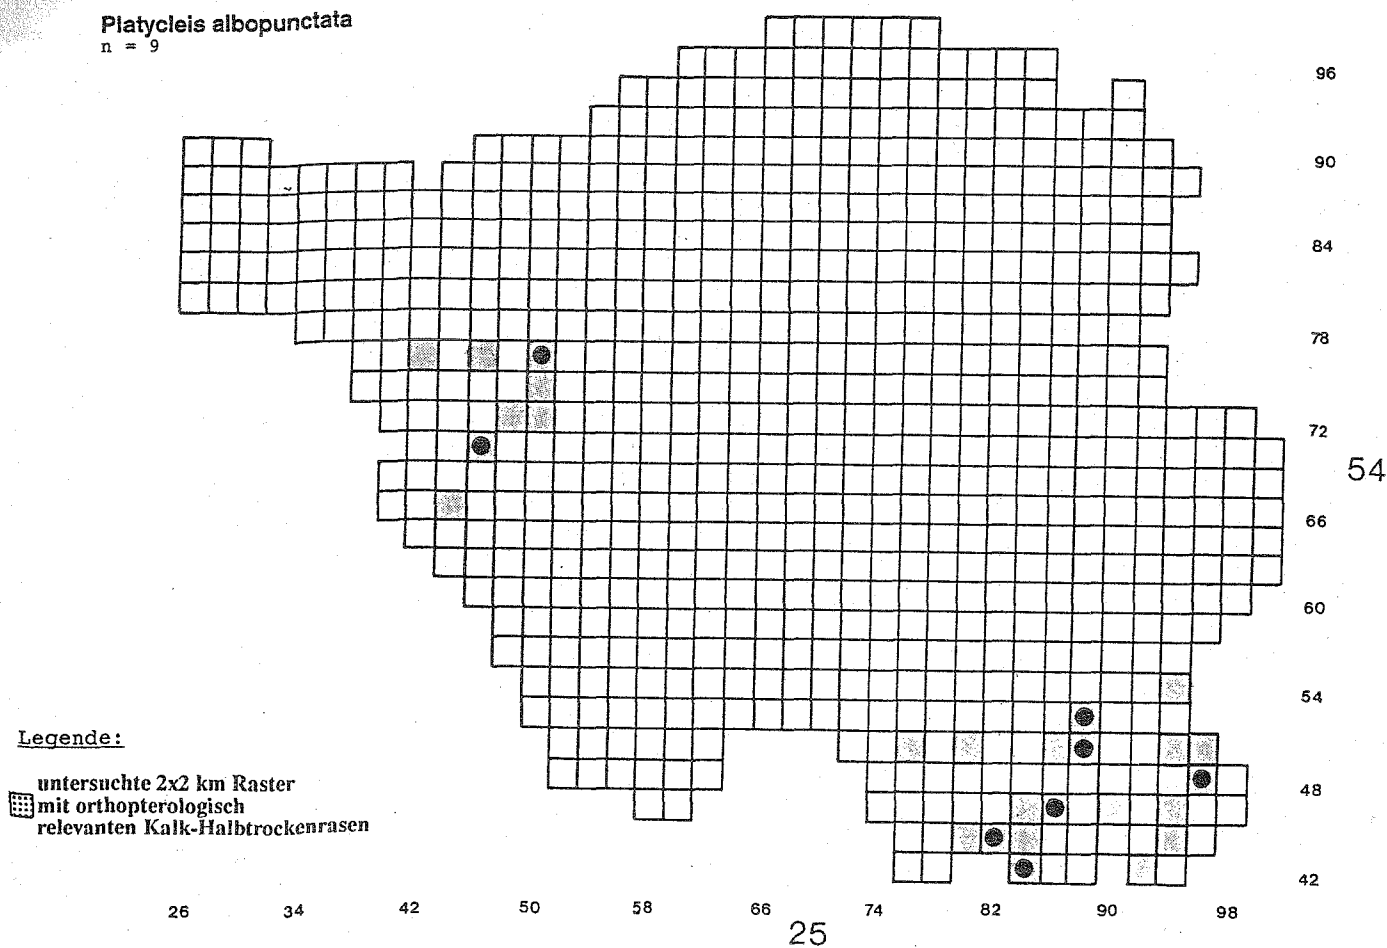 Platycleis albopunctata
n = 9
96
90
84
78
72
54
66
60
54
48
42
Legende:
untersuchte 2x2 km Raster
mit orthopterologisch
relevanten Kalk-Halbtrockenrasen
26 34 42 50 58 66 74 82 90 98
25